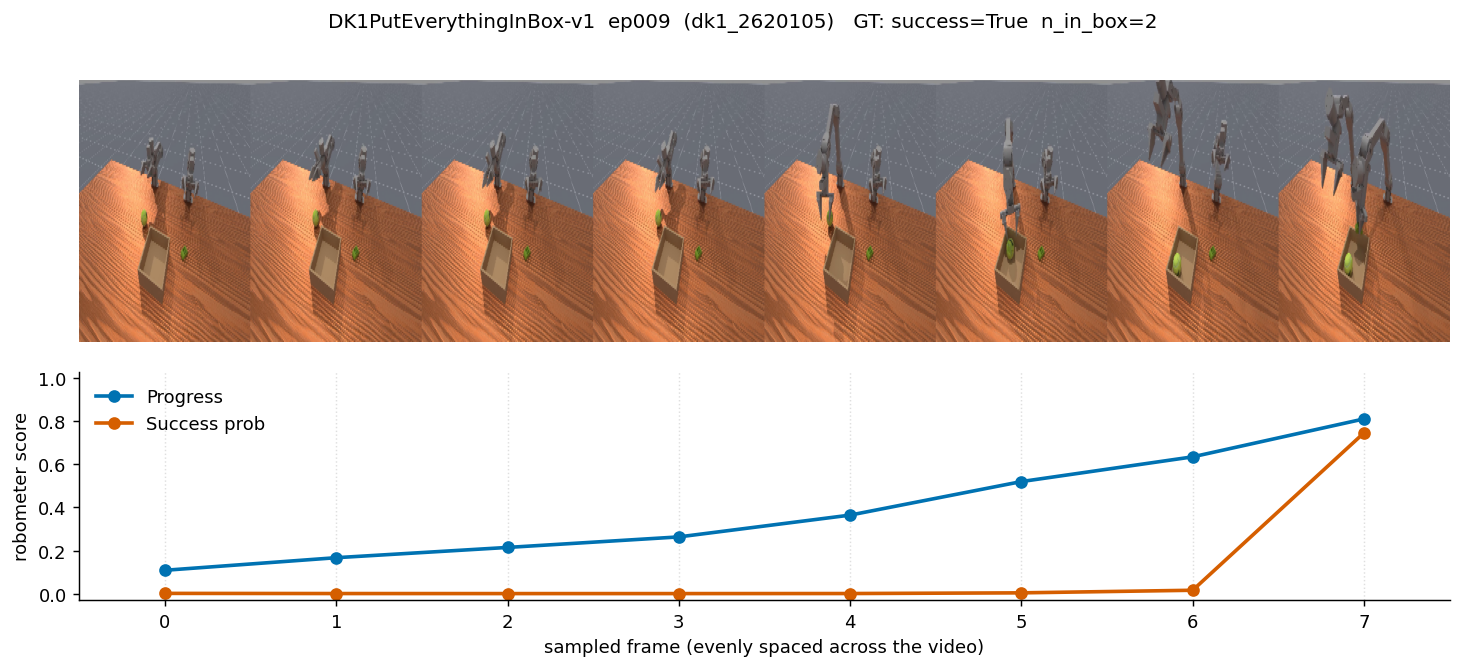 DK1PutEverythingInBox-v1  ep009  (dk1_2620105)   GT: success=True  n_in_box=2
1.0
0.8
0.6
0.4
0.2
0.0
robometer score
Progress
Success prob
0 1 2 3 4 5 6 7
sampled frame (evenly spaced across the video)